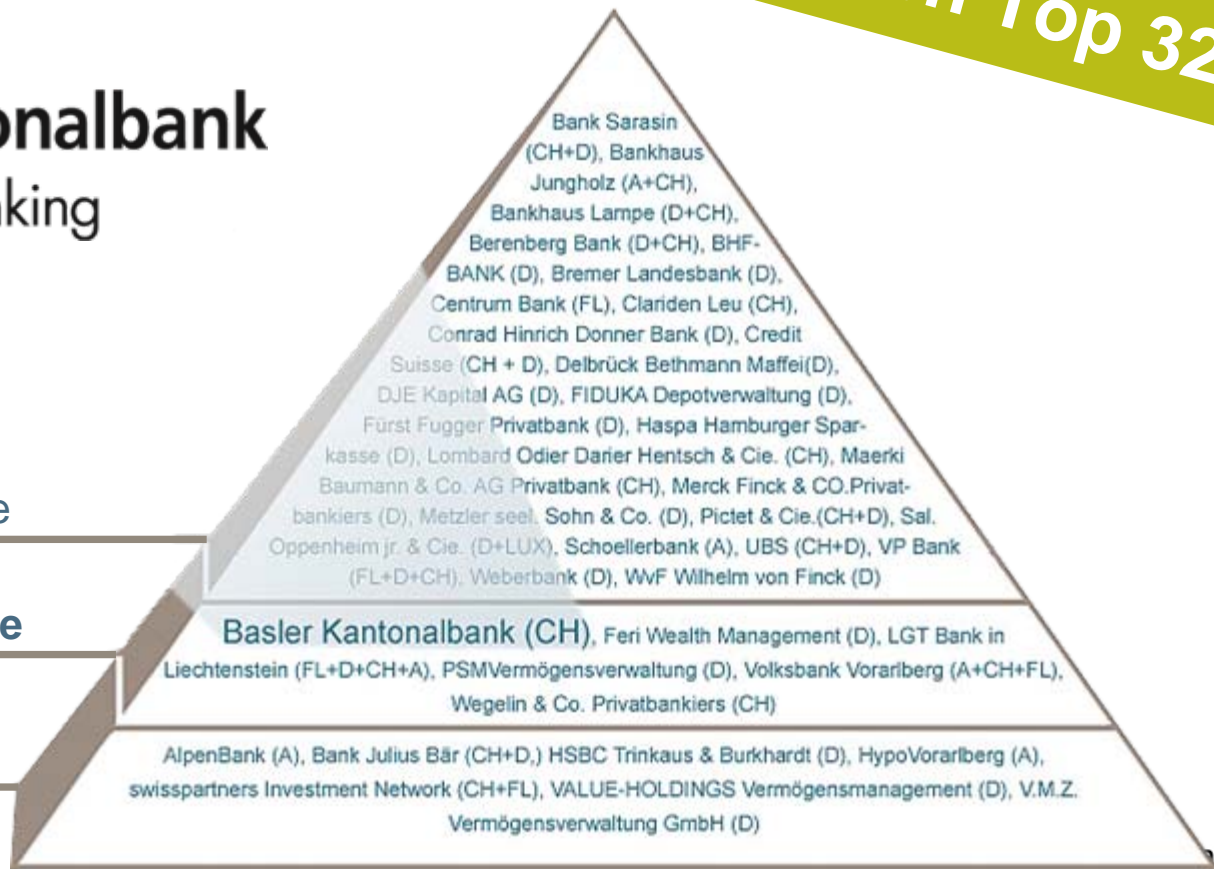 Top 32
onalbank
king
Bank Sarasin
(CH+D), Bankhaus
Jungholz (A+CH),
Bankhaus Lampe (D+CH),
Berenberg Bank (D+CH), BHF-
BANK (D), Bremer Landesbank (D),
Centrum Bank (FL), Clariden Leu (CH),
Conrad Hinrich Donner Bank (D), Credit
Suisse (CH + D), Delbrück Bethmann Maffei(D),
DJE Kapital AG (D), FIDUKA Depotverwaltung (D),
Fürst Fugger Privatbank (D), Haspa Hamburger Spar-
kasse (D), Lombard Odier Darier Hentsch & Cie. (CH), Maerki
Baumann & Co. AG Privatbank (CH), Merck Finck & CO.Privat-
bankiers (D), Metzler seel. Sohn & Co. (D), Pictet & Cie.(CH+D), Sal.
Oppenheim jr. & Cie. (D+LUX), Schoellerbank (A), UBS (CH+D), VP Bank
(FL+D+CH), Weberbank (D), WvF Wilhelm von Finck (D)
e
e
Basler Kantonalbank (CH), Feri Wealth Management (D), LGT Bank in
Liechtenstein (FL+D+CH+A), PSMVermögensverwaltung (D), Volksbank Vorarlberg (A+CH+FL),
Wegelin & Co. Privatbankiers (CH)
AlpenBank (A), Bank Julius Bär (CH+D,) HSBC Trinkaus & Burkhardt (D), HypoVorarlberg (A),
swisspartners Investment Network (CH+FL), VALUE-HOLDINGS Vermögensmanagement (D), V.M.Z.
Vermögensverwaltung GmbH (D)